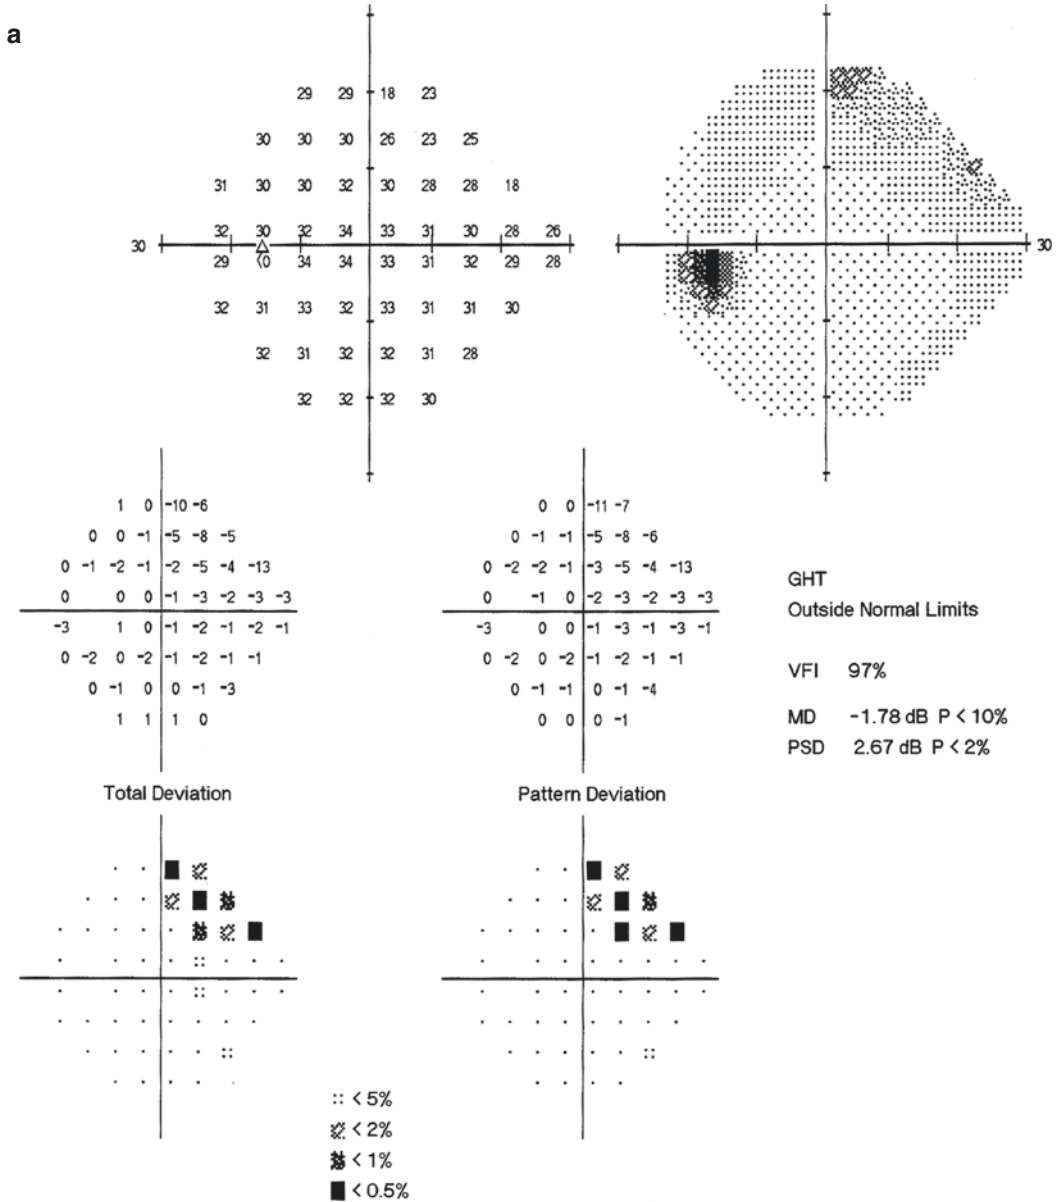 a
29 29 18 23
30 30 30 26 23 25
31 30 30 32 30 28 28 18
32 30 32 34 33 31 30 28 26
30
30
29 <0 34 34 33 31 32 29 28
32 31 33 32 33 31 31 30
32 31 32 32 31 28
32 32 32 30
1 0 -10 -6
0 0 -1 -5 -8 -5
0 -1 -2 -1 -2 -5 -4 -13
0 0 0 -1 -3 -2 -3 -3
-3 1 0 -1 -2 -1 -2 -1
0 -2 0 -2 -1 -2 -1 -1
0 -1 0 0 -1 -3
1 1 1 0
Total Deviation
0 0 -11 -7
0 -1 -1 -5 -8 -6
0 -2 -2 -1 -3 -5 -4 -13
0 -1 0 -2 -3 -2 -3 -3
-3 0 0 -1 -3 -1 -3 -1
0 -2 0 -2 -1 -2 -1 -1
0 -1 -1 0 -1 -4
0 0 0 -1
Pattern Deviation
GHT
Outside Normal Limits
VFI 97%
MD -1.78 dB P < 10%
PSD 2.67 dB P < 2%
< 5%
< 2%
< 1%
< 0.5%